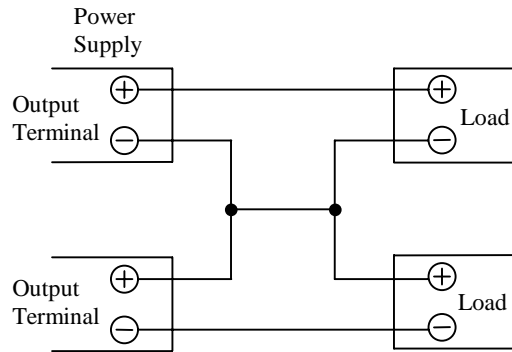 Power
Supply
Output
Terminal
+
−
+
−
Load
Output
Terminal
+
−
+
−
Load